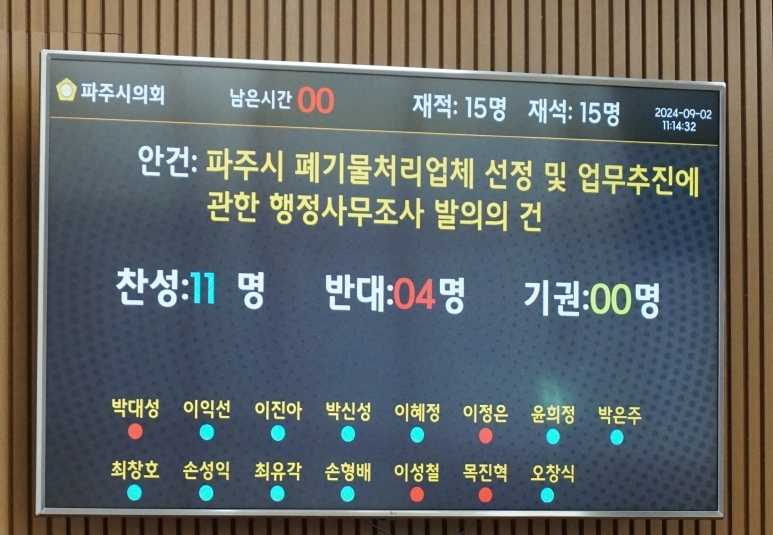 파주시의회 남은시간 00 재적: 15명 재석: 15명 2024-09-02
11:14:32
안건: 파주시 폐기물처리업체 선정 및 업무추진에
관한 행정사무조사 발의의 건
찬성:11 명 반대:04명 기권:00명
박대성 이익선 이진아 박신성 이혜정 이정은 윤희정 박은주
최창호 손성익 최유각 손형배 이성철 목진혁 오창식